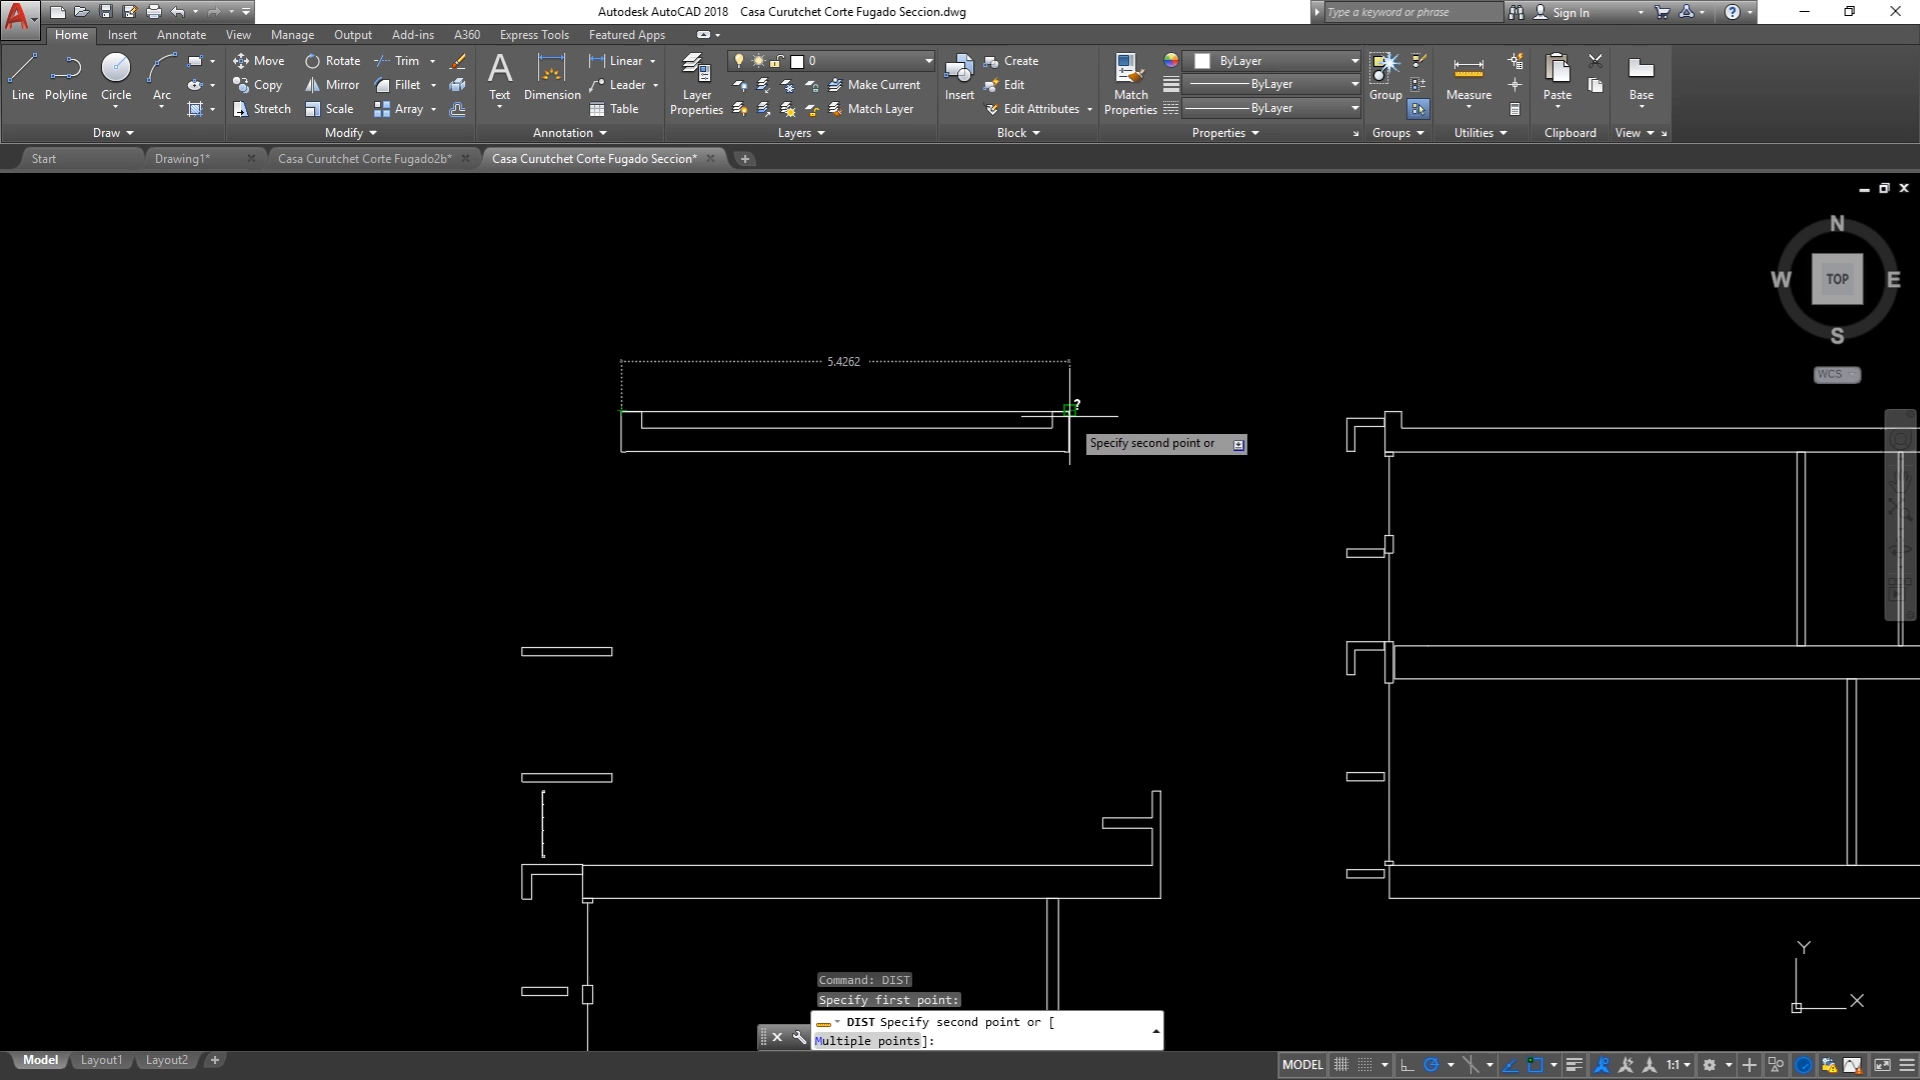 Autodesk AutoCAD 2018 Casa Curutchet Corte Fugado Seccion.dwg
Type a keyword or phrase
Sign In
Home Insert Annotate View Manage Output Add-ins A360 Express Tools Featured Apps
Line Polyline Circle Arc
Move Rotate Trim
Copy Mirror Fillet
Stretch Scale Array
Text Dimension
Linear
Leader
Table
Layer Properties
0
Make Current
Match Layer
Insert
Create
Edit
Edit Attributes
Match Properties
ByLayer
ByLayer
ByLayer
Group
Measure
Paste
Base
Draw Modify Annotation Layers Block Properties Groups Utilities Clipboard View
Start Drawing1* Casa Curutchet Corte Fugado2b* Casa Curutchet Corte Fugado Seccion*
N
W TOP E
S
WCS
5.4262
?
Specify second point or
Y
X
Command: DIST
Specify first point:
DIST Specify second point or [
Multiple points]:
Model Layout1 Layout2
MODEL
1:1